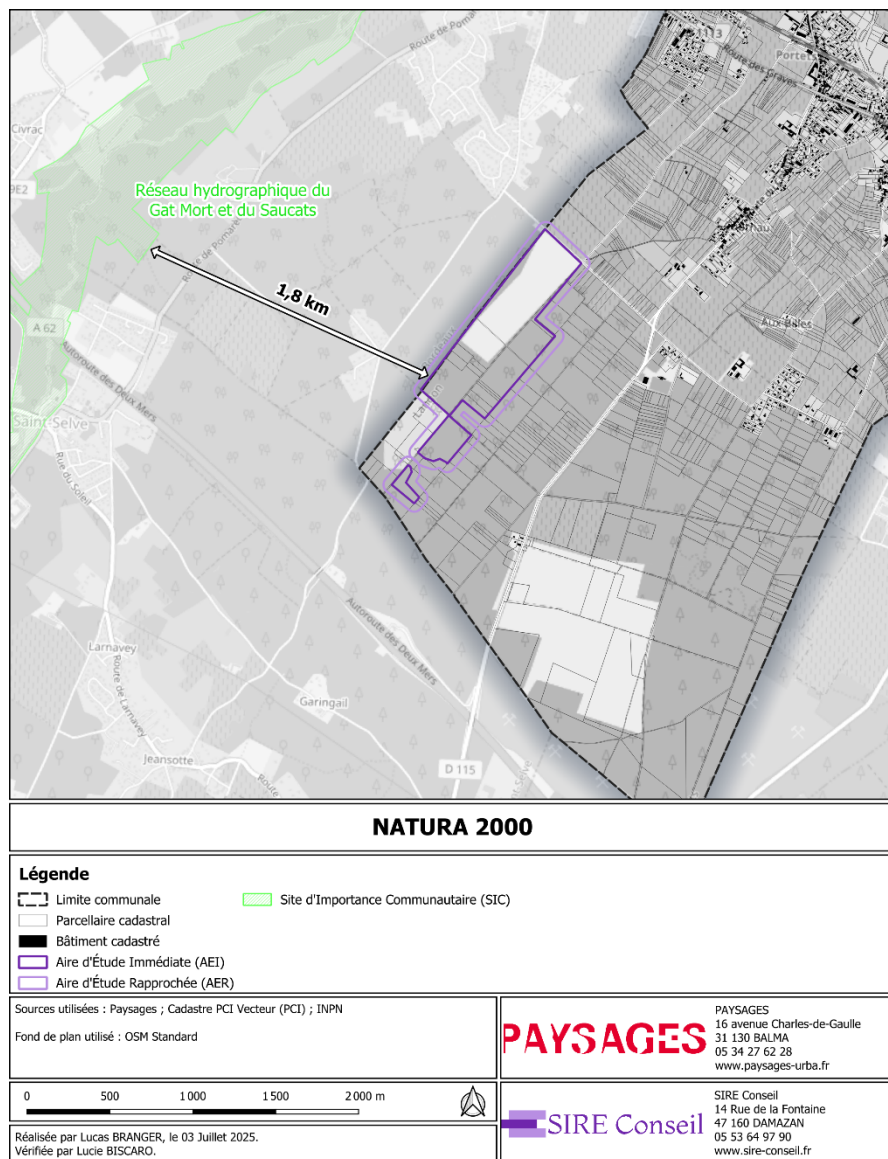 Civrac
9E2
Réseau hydrographique du
Gat Mort et du Saucats
Route de Pomarède
1113
Portet
Route des Graves
1,8 km
A 62
Autoroute des Deux Mers
Saint-Selve
Rue du Soleil
Aux Bales
Larnavey
Route de Larnavey
Garingail
Autoroute des Deux Mers
Jeansotte
Route
D 115
NATURA 2000
Légende
Limite communale
Site d'Importance Communautaire (SIC)
Parcellaire cadastral
Bâtiment cadastré
Aire d'Étude Immédiate (AEI)
Aire d'Étude Rapprochée (AER)
Sources utilisées : Paysages ; Cadastre PCI Vecteur (PCI) ; INPN
Fond de plan utilisé : OSM Standard
0 500 1 000 1 500 2 000 m
Réalisée par Lucas BRANGER, le 03 Juillet 2025.
Vérifiée par Lucie BISCARO.
PAYSAGES
PAYSAGES
16 avenue Charles-de-Gaulle
31 130 BALMA
05 34 27 62 28
www.paysages-urba.fr
SIRE Conseil
SIRE Conseil
14 Rue de la Fontaine
47 160 DAMAZAN
05 53 64 97 90
www.sire-conseil.fr